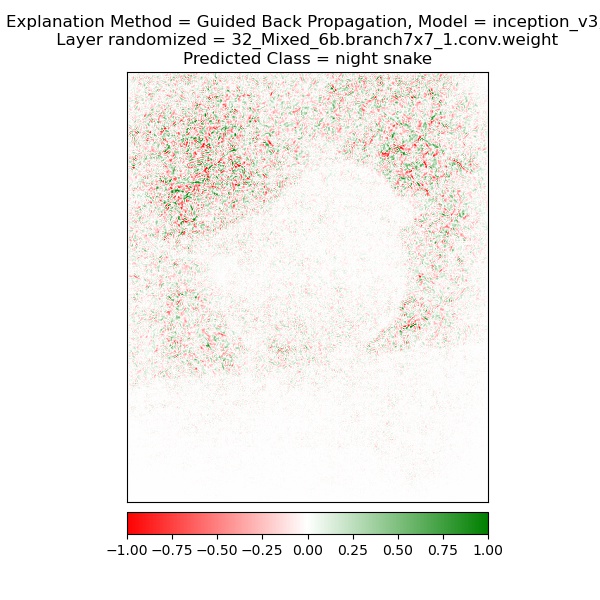 Explanation Method = Guided Back Propagation, Model = inception_v3
Layer randomized = 32_Mixed_6b.branch7x7_1.conv.weight
Predicted Class = night snake
−1.00 −0.75 −0.50 −0.25 0.00 0.25 0.50 0.75 1.00